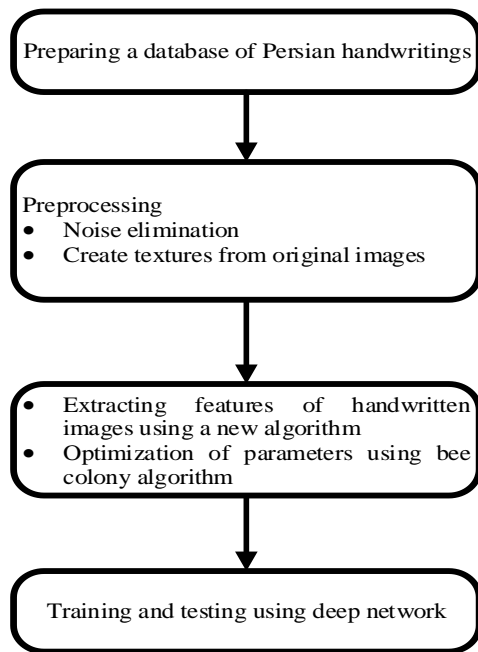 Preparing a database of Persian handwritings
Preprocessing
● Noise elimination
● Create textures from original images
● Extracting features of handwritten
images using a new algorithm
● Optimization of parameters using bee
colony algorithm
Training and testing using deep network